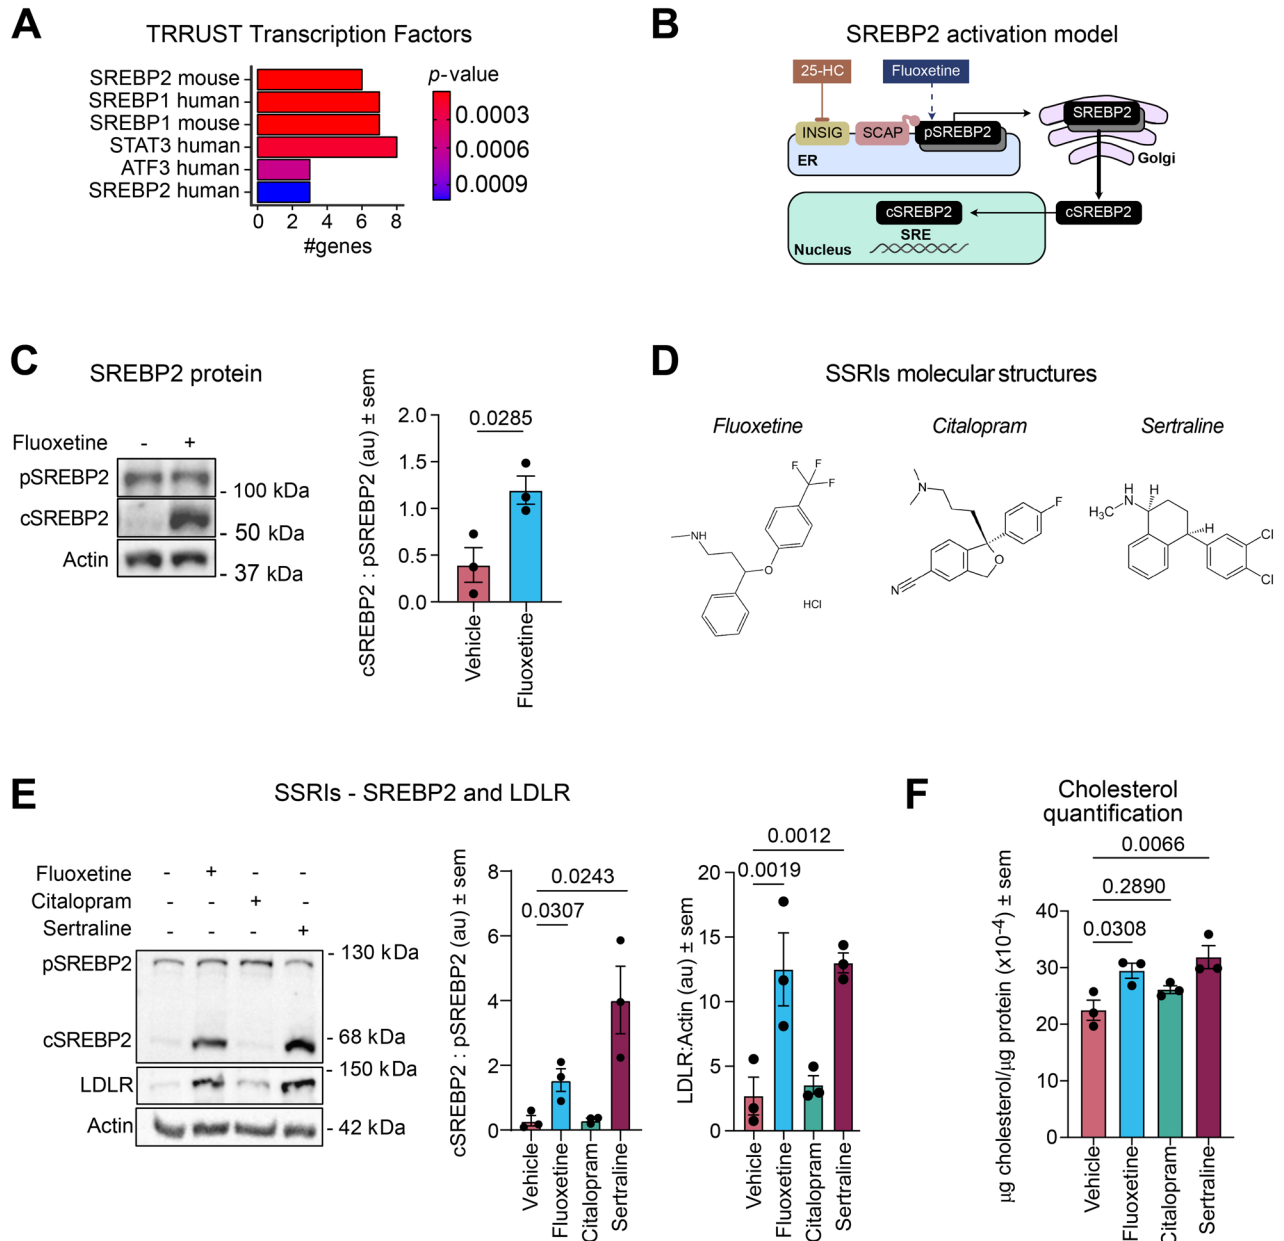 A
TRRUST Transcription Factors
SREBP2 mouse
SREBP1 human
SREBP1 mouse
STAT3 human
ATF3 human
SREBP2 human
0 2 4 6 8
#genes
p-value
0.0003
0.0006
0.0009
B
SREBP2 activation model
25-HC
Fluoxetine
INSIG
SCAP
pSREBP2
ER
SREBP2
Golgi
cSREBP2
cSREBP2
SRE
Nucleus
C
SREBP2 protein
Fluoxetine - +
pSREBP2
- 100 kDa
cSREBP2
- 50 kDa
Actin
- 37 kDa
cSREBP2 : pSREBP2 (au) ± sem
2.0
1.5
1.0
0.5
0.0
0.0285
Vehicle
Fluoxetine
D
SSRIs molecular structures
Fluoxetine
Citalopram
Sertraline
F
F
F
NH
O
HCl
N
F
O
N
H
N
H
H3C
H
Cl
Cl
E
SSRIs - SREBP2 and LDLR
Fluoxetine - + - -
Citalopram - - + -
Sertraline - - - +
pSREBP2
- 130 kDa
cSREBP2
- 68 kDa
- 150 kDa
LDLR
Actin
- 42 kDa
cSREBP2 : pSREBP2 (au) ± sem
8
6
4
2
0
0.0243
0.0307
Vehicle
Fluoxetine
Citalopram
Sertraline
LDLR:Actin (au) ± sem
20
15
10
5
0
0.0012
0.0019
Vehicle
Fluoxetine
Citalopram
Sertraline
F
Cholesterol
quantification
µg cholesterol/µg protein (x10-4) ± sem
40
30
20
10
0
0.0066
0.2890
0.0308
Vehicle
Fluoxetine
Citalopram
Sertraline